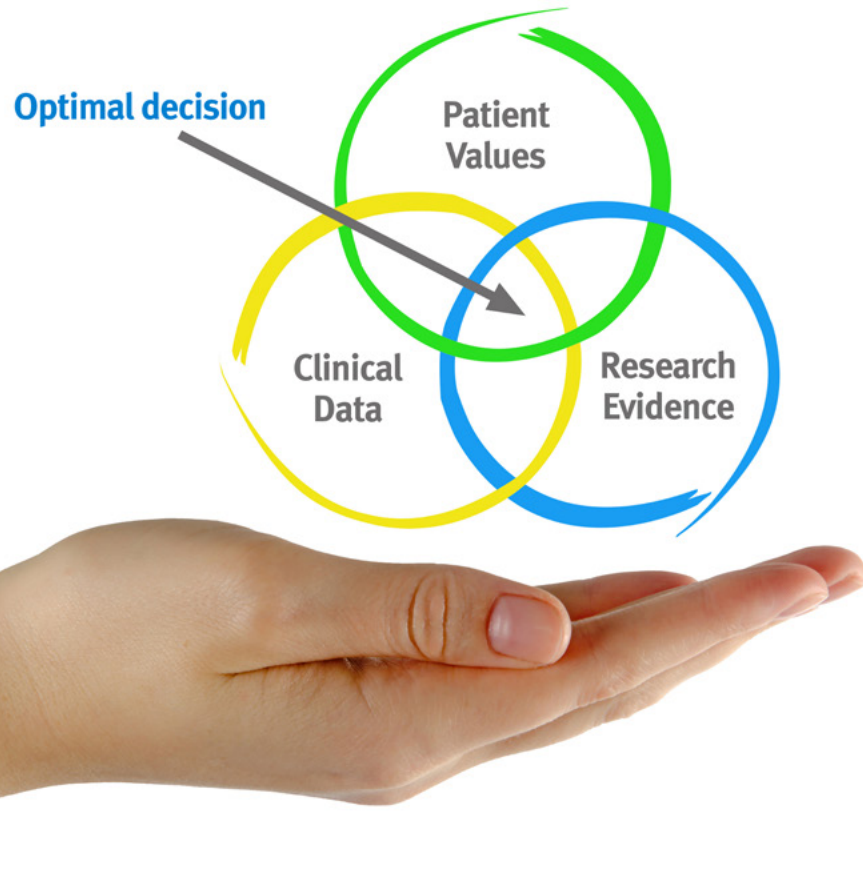 Optimal decision
Patient
Values
Clinical
Data
Research
Evidence